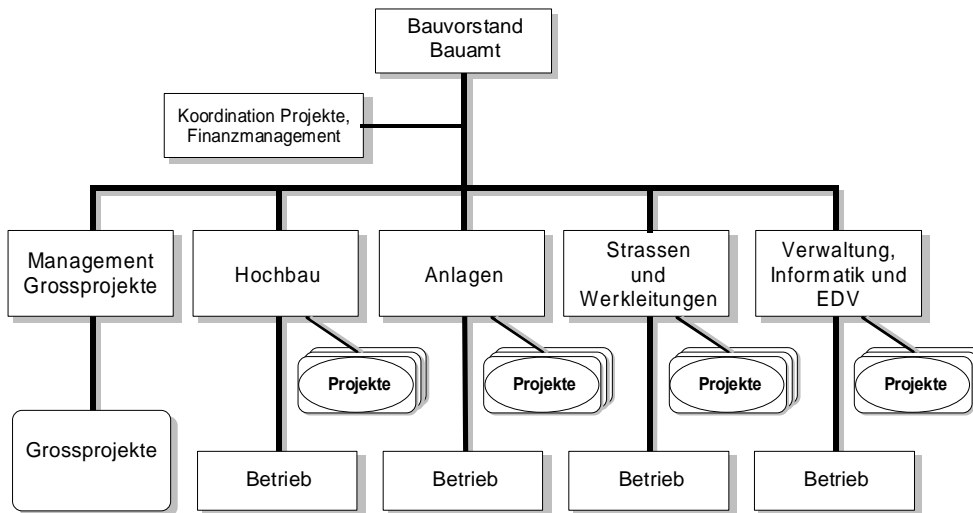 Bauvorstand
Bauamt
Koordination Projekte,
Finanzmanagement
Management
Grossprojekte
Hochbau
Anlagen
Strassen
und
Werkleitungen
Verwaltung,
Informatik und
EDV
Projekte
Projekte
Projekte
Projekte
Grossprojekte
Betrieb
Betrieb
Betrieb
Betrieb